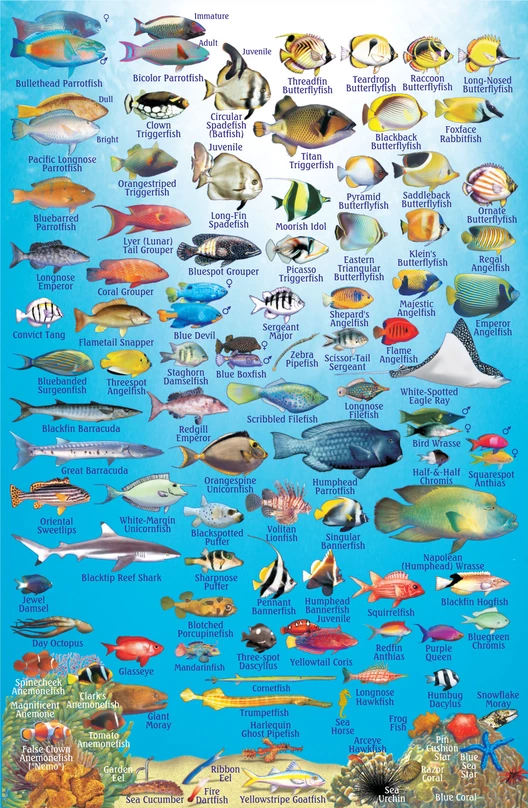 ♀
Immature
Adult
♂
Juvenile
Bullethead Parrotfish
Bicolor Parrotfish
Threadfin
Butterflyfish
Teardrop
Butterflyfish
Raccoon
Butterflyfish
Long-Nosed
Butterflyfish
Dull
Bright
Clown
Triggerfish
Circular
Spadefish
(Batfish)
Juvenile
Titan
Triggerfish
Blackback
Butterflyfish
Foxface
Rabbitfish
Pacific Longnose
Parrotfish
Orangestriped
Triggerfish
Long-Fin
Spadefish
Moorish Idol
Pyramid
Butterflyfish
Saddleback
Butterflyfish
Ornate
Butterflyfish
Bluebarred
Parrotfish
Lyer (Lunar)
Tail Grouper
Bluespot Grouper
Picasso
Triggerfish
Eastern
Triangular
Butterflyfish
Klein's
Butterflyfish
Regal
Angelfish
Longnose
Emperor
Coral Grouper
♀
♂
Blue Devil
Sergeant
Major
Shepard's
Angelfish
Majestic
Angelfish
Emperor
Angelfish
Convict Tang
Flametail Snapper
Staghorn
Damselfish
♀
♂
Blue Boxfish
Zebra
Pipefish
Scissor-Tail
Sergeant
Flame
Angelfish
Bluebanded
Surgeonfish
Threespot
Angelfish
Scribbled Filefish
Longnose
Filefish
White-Spotted
Eagle Ray
Blackfin Barracuda
Redgill
Emperor
♂
♀
Bird Wrasse
♂
♀
Great Barracuda
Orangespine
Unicornfish
Humphead
Parrotfish
Half-&-Half
Chromis
Squarespot
Anthias
Oriental
Sweetlips
White-Margin
Unicornfish
Blackspotted
Puffer
Volitan
Lionfish
Singular
Bannerfish
Napolean
(Humphead) Wrasse
Blacktip Reef Shark
Sharpnose
Puffer
Pennant
Bannerfish
Humphead
Bannerfish
Juvenile
Squirrelfish
Blackfin Hogfish
Jewel
Damsel
Blotched
Porcupinefish
Day Octopus
Glasseye
Mandarinfish
Three-spot
Dascyllus
Yellowtail Coris
Redfin
Anthias
Purple
Queen
Bluegreen
Chromis
Spinecheek
Anemonefish
Clark's
Anemonefish
Cornetfish
Longnose
Hawkfish
Humbug
Dacylus
Snowflake
Moray
Magnificent
Anemone
Giant
Moray
Trumpetfish
Sea
Horse
Frog
Fish
Tomato
Anemonefish
Harlequin
Ghost Pipefish
Arceye
Hawkfish
Pin
Cushion
Star
Blue
Sea
Star
False Clown
Anemonefish
("Nemo")
Garden
Eel
Ribbon
Eel
Razor
Coral
Sea Cucumber
Fire
Dartfish
Yellowstripe Goatfish
Sea
Urchin
Blue Coral